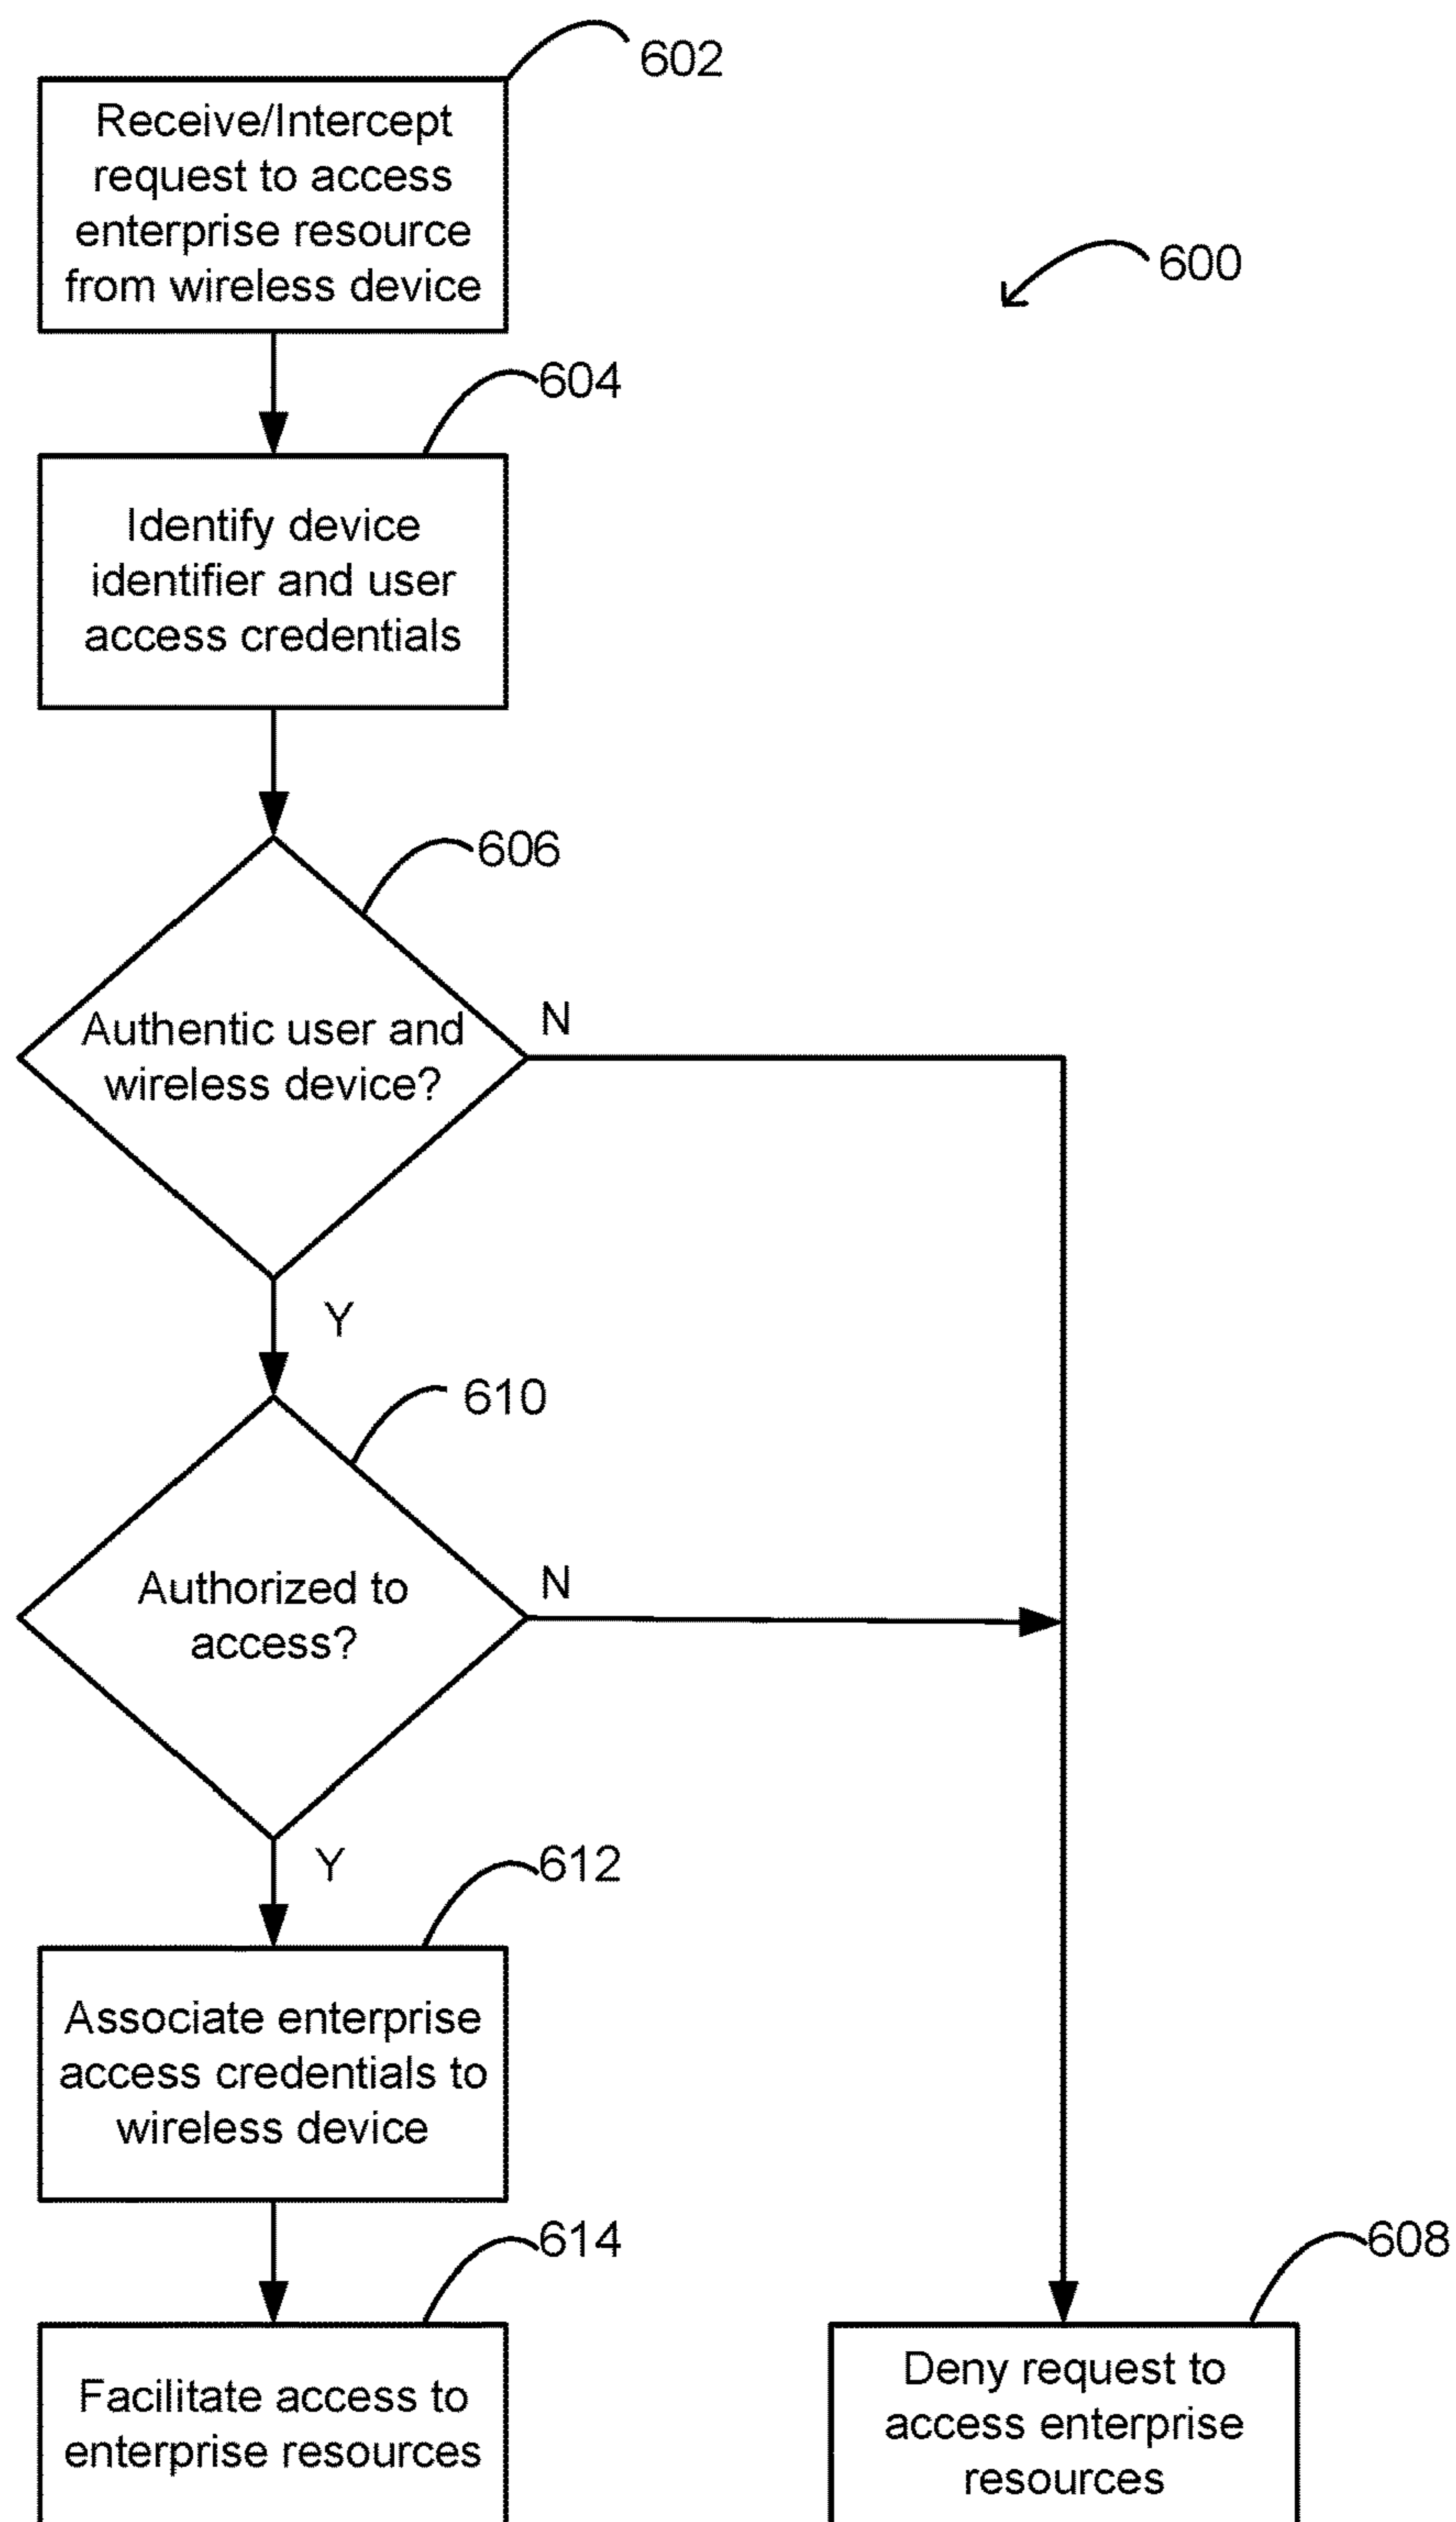 602
Receive/Intercept
request to access
enterprise resource
from wireless device
600
604
Identify device
identifier and user
access credentials
606
Authentic user and
wireless device?
N
Y
610
Authorized to
access?
N
Y
612
Associate enterprise
access credentials to
wireless device
614
Facilitate access to
enterprise resources
608
Deny request to
access enterprise
resources